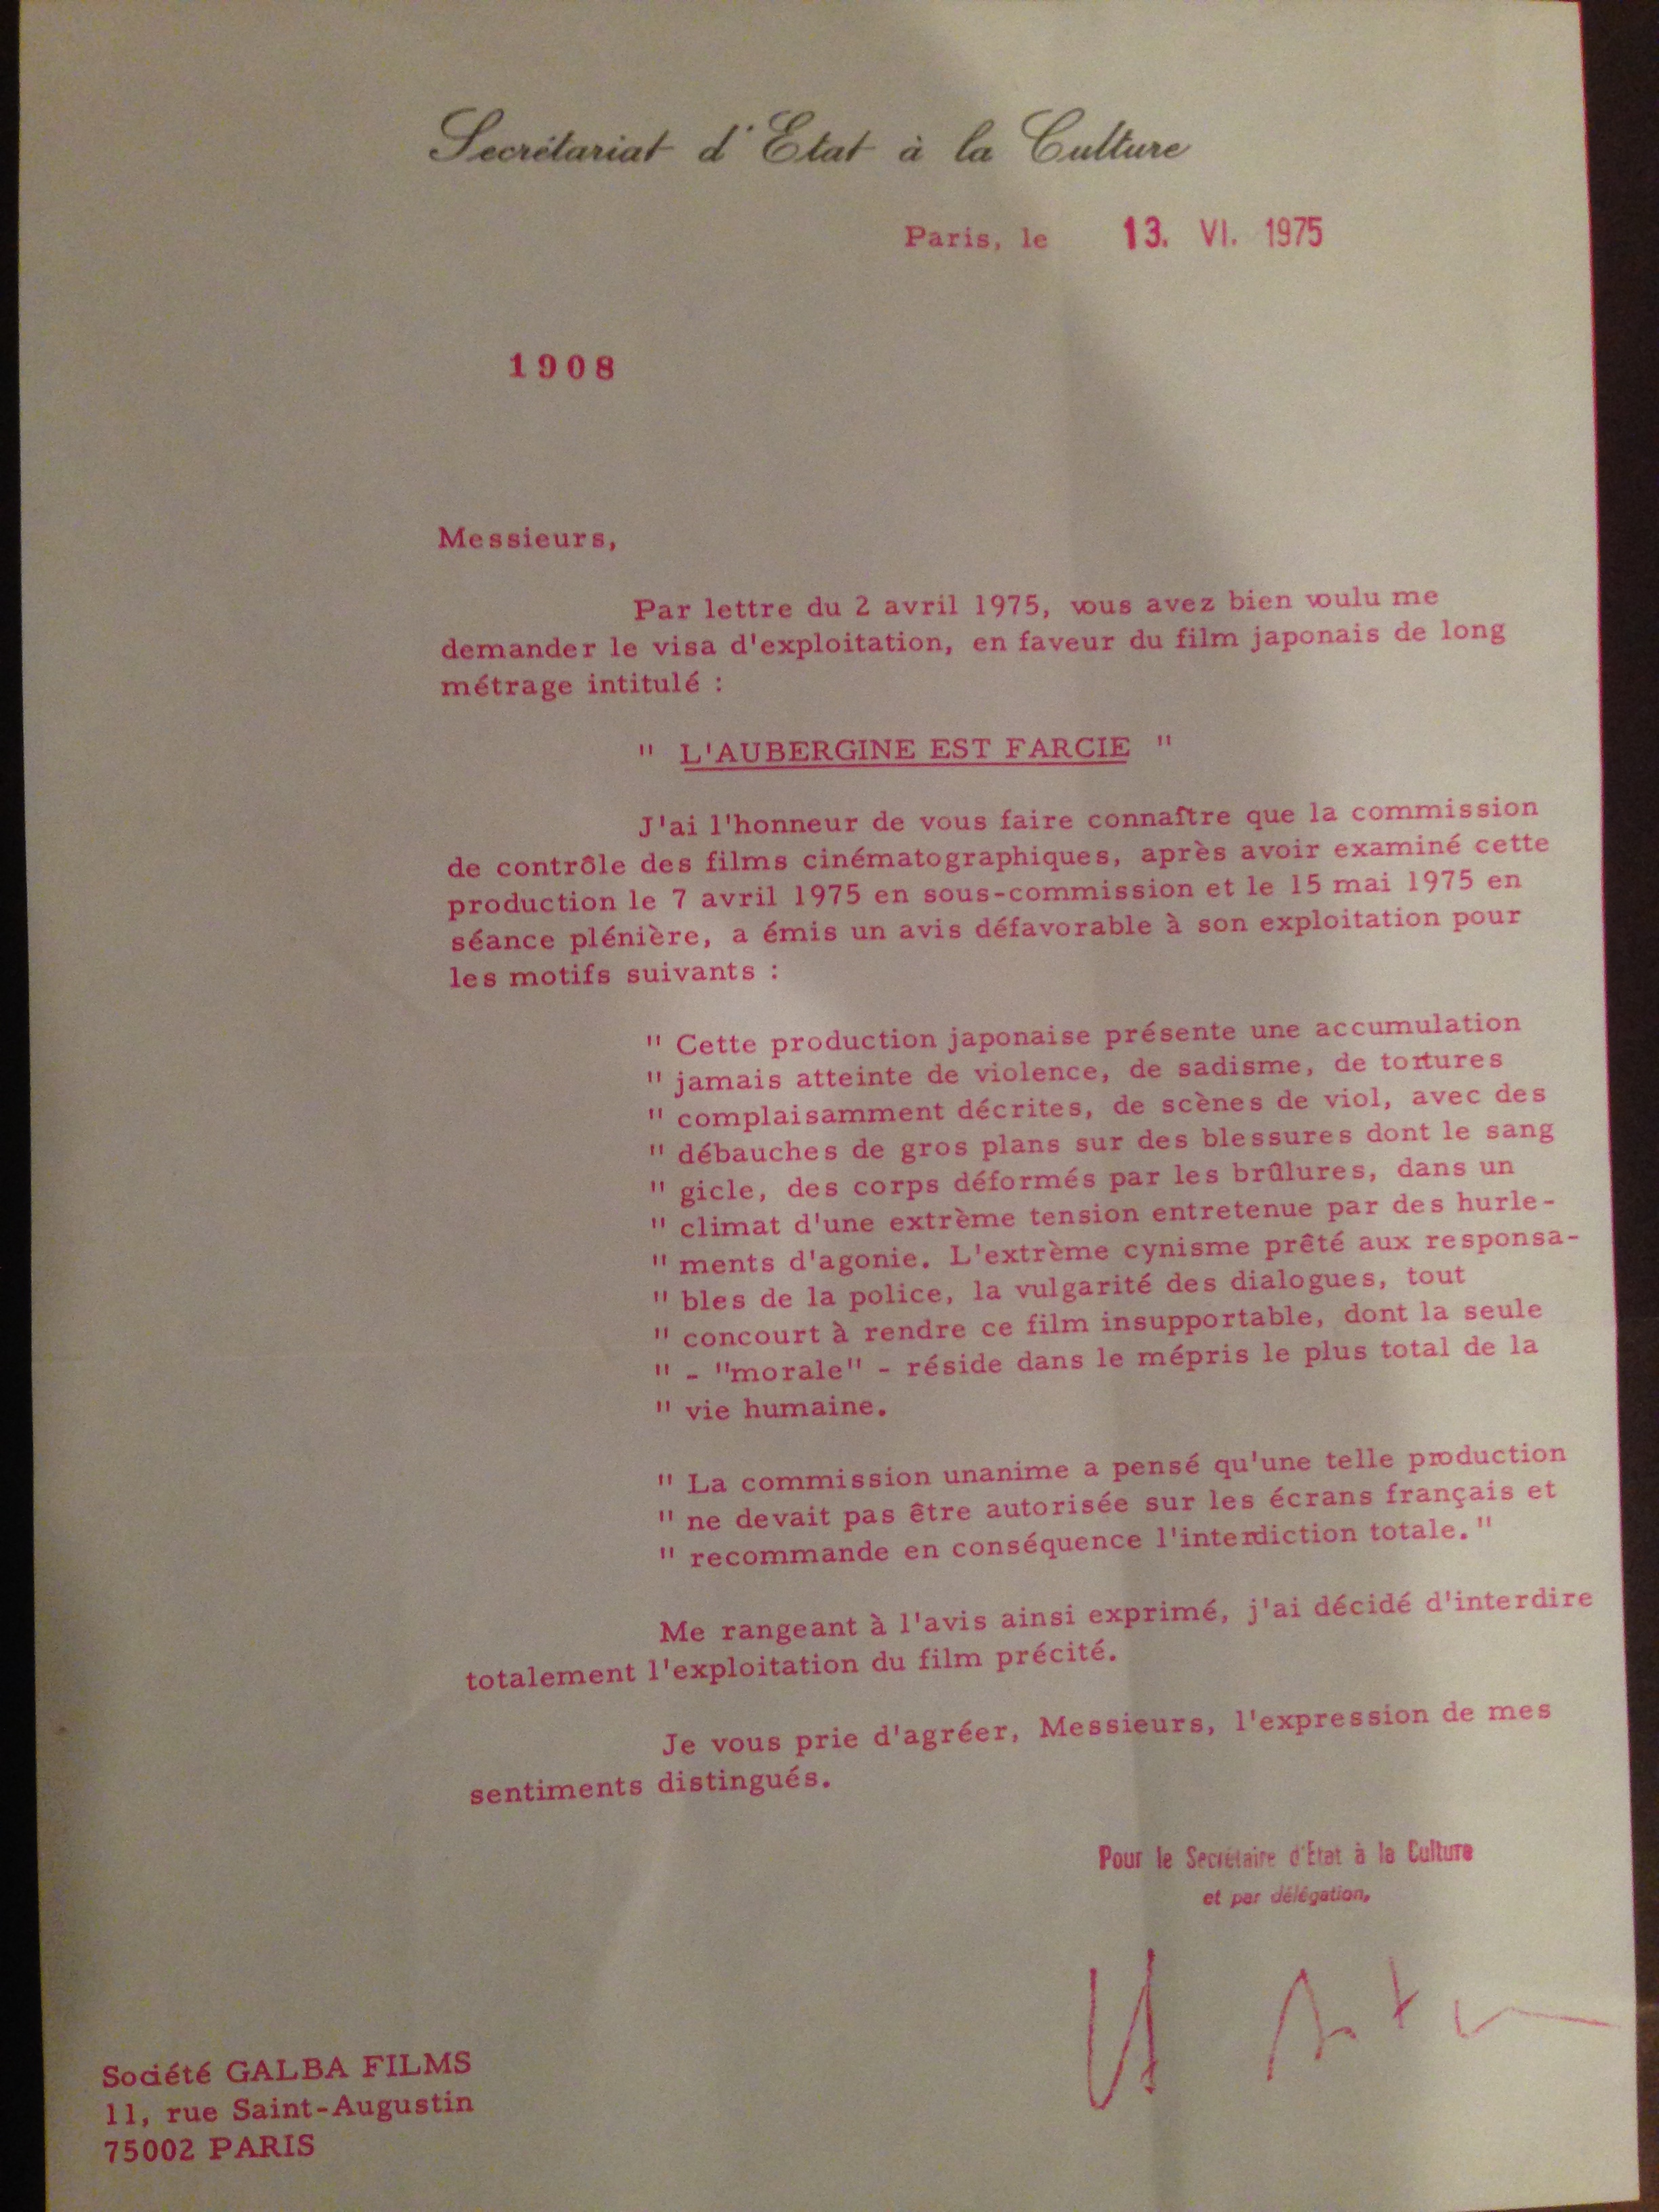 Secrétariat d'Etat à la Culture
Paris, le 13. VI. 1975
1908
Messieurs,
Par lettre du 2 avril 1975, vous avez bien voulu me
demander le visa d'exploitation, en faveur du film japonais de long
métrage intitulé :
" L'AUBERGINE EST FARCIE "
J'ai l'honneur de vous faire connaître que la commission
de contrôle des films cinématographiques, après avoir examiné cette
production le 7 avril 1975 en sous-commission et le 15 mai 1975 en
séance plénière, a émis un avis défavorable à son exploitation pour
les motifs suivants :
" Cette production japonaise présente une accumulation
" jamais atteinte de violence, de sadisme, de tortures
" complaisamment décrites, de scènes de viol, avec des
" débauches de gros plans sur des blessures dont le sang
" gicle, des corps déformés par les brûlures, dans un
" climat d'une extrème tension entretenue par des hurle-
" ments d'agonie. L'extrème cynisme prêté aux responsa-
" bles de la police, la vulgarité des dialogues, tout
" concourt à rendre ce film insupportable, dont la seule
" - "morale" - réside dans le mépris le plus total de la
" vie humaine.
" La commission unanime a pensé qu'une telle production
" ne devait pas être autorisée sur les écrans français et
" recommande en conséquence l'interdiction totale."
Me rangeant à l'avis ainsi exprimé, j'ai décidé d'interdire
totalement l'exploitation du film précité.
Je vous prie d'agréer, Messieurs, l'expression de mes
sentiments distingués.
Pour le Secrétaire d'Etat à la Culture
et par délégation,
Société GALBA FILMS
11, rue Saint-Augustin
75002 PARIS